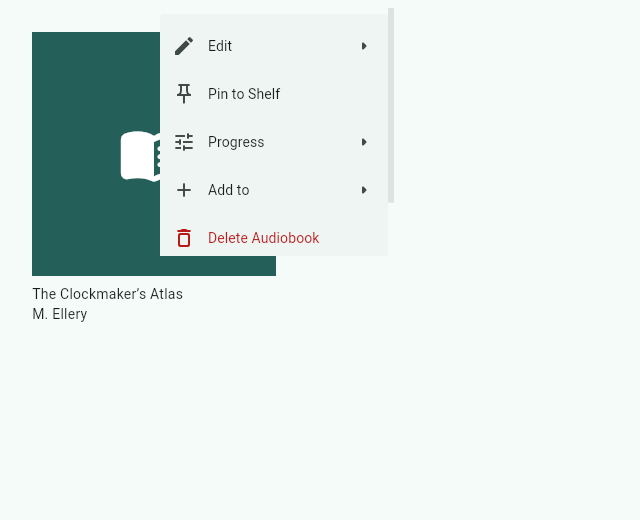 Edit
Pin to Shelf
Progress
Add to
Delete Audiobook
The Clockmaker’s Atlas
M. Ellery